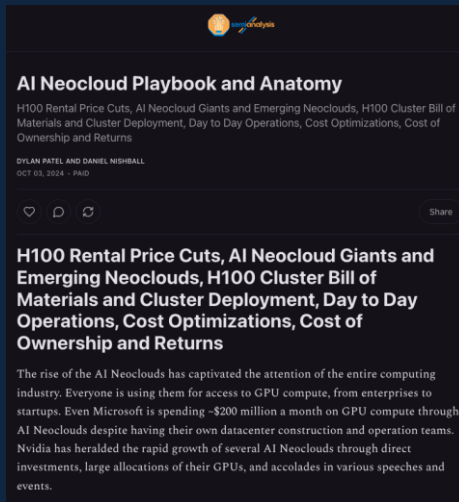 semianalysis
AI Neocloud Playbook and Anatomy
H100 Rental Price Cuts, AI Neocloud Giants and Emerging Neoclouds, H100 Cluster Bill of
Materials and Cluster Deployment, Day to Day Operations, Cost Optimizations, Cost of
Ownership and Returns
DYLAN PATEL AND DANIEL NISHBALL
OCT 03, 2024 • PAID
Share
H100 Rental Price Cuts, AI Neocloud Giants and
Emerging Neoclouds, H100 Cluster Bill of
Materials and Cluster Deployment, Day to Day
Operations, Cost Optimizations, Cost of
Ownership and Returns
The rise of the AI Neoclouds has captivated the attention of the entire computing
industry. Everyone is using them for access to GPU compute, from enterprises to
startups. Even Microsoft is spending ~$200 million a month on GPU compute through
AI Neoclouds despite having their own datacenter construction and operation teams.
Nvidia has heralded the rapid growth of several AI Neoclouds through direct
investments, large allocations of their GPUs, and accolades in various speeches and
events.